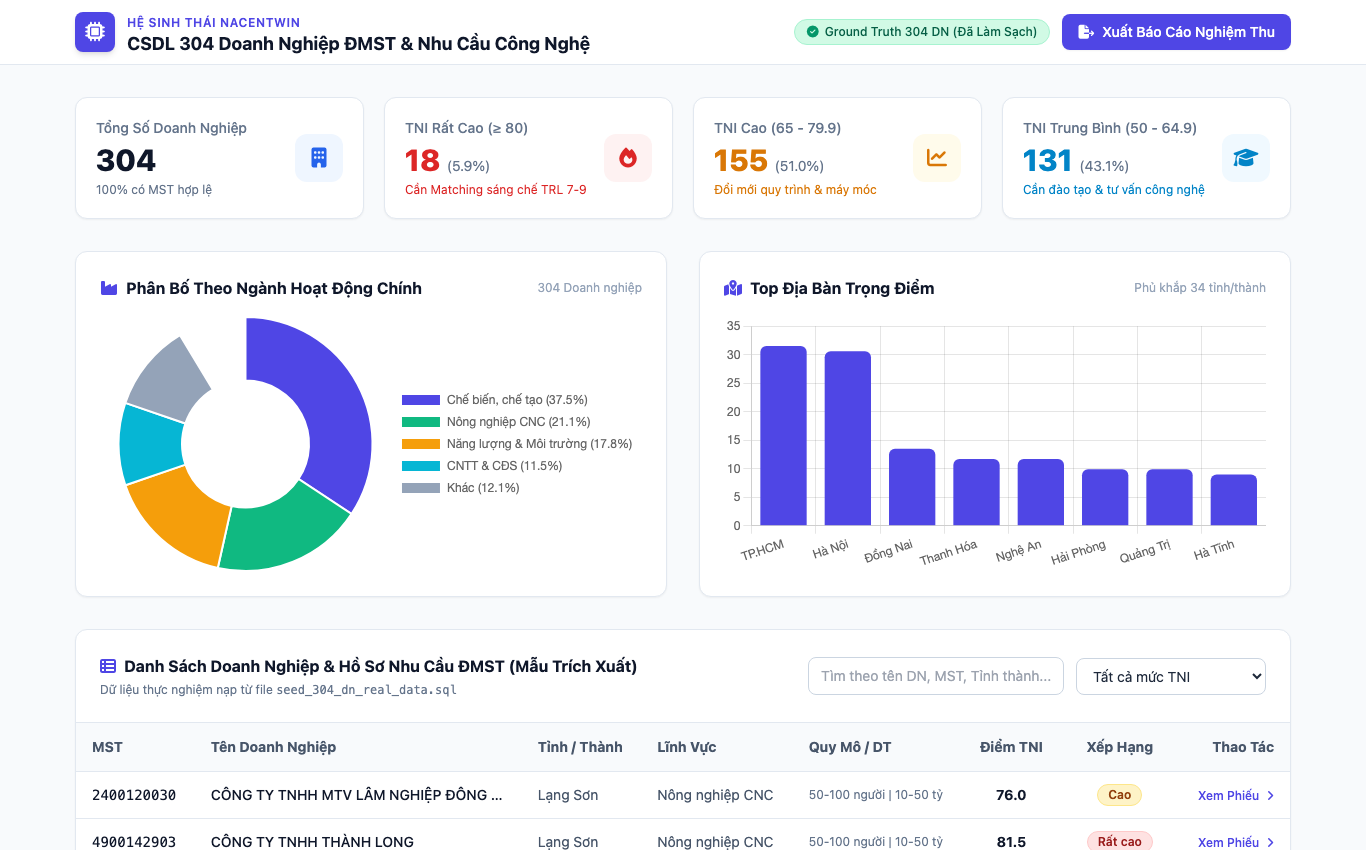 HỆ SINH THÁI NACENTWIN
CSDL 304 Doanh Nghiệp ĐMST & Nhu Cầu Công Nghệ
Ground Truth 304 DN (Đã Làm Sạch)
Xuất Báo Cáo Nghiệm Thu
Tổng Số Doanh Nghiệp
304
100% có MST hợp lệ
TNI Rất Cao (≥ 80)
18 (5.9%)
Cần Matching sáng chế TRL 7-9
TNI Cao (65 - 79.9)
155 (51.0%)
Đổi mới quy trình & máy móc
TNI Trung Bình (50 - 64.9)
131 (43.1%)
Cần đào tạo & tư vấn công nghệ
Phân Bố Theo Ngành Hoạt Động Chính
304 Doanh nghiệp
Chế biến, chế tạo (37.5%)
Nông nghiệp CNC (21.1%)
Năng lượng & Môi trường (17.8%)
CNTT & CĐS (11.5%)
Khác (12.1%)
Top Địa Bàn Trọng Điểm
Phủ khắp 34 tỉnh/thành
35
30
25
20
15
10
5
0
TP.HCM
Hà Nội
Đồng Nai
Thanh Hóa
Nghệ An
Hải Phòng
Quảng Trị
Hà Tĩnh
Danh Sách Doanh Nghiệp & Hồ Sơ Nhu Cầu ĐMST (Mẫu Trích Xuất)
Dữ liệu thực nghiệm nạp từ file seed_304_dn_real_data.sql
Tìm theo tên DN, MST, Tỉnh thành...
Tất cả mức TNI
MST Tên Doanh Nghiệp Tỉnh / Thành Lĩnh Vực Quy Mô / DT Điểm TNI Xếp Hạng Thao Tác
2400120030 CÔNG TY TNHH MTV LÂM NGHIỆP ĐÔNG ... Lạng Sơn Nông nghiệp CNC 50-100 người | 10-50 tỷ 76.0 Cao Xem Phiếu
4900142903 CÔNG TY TNHH THÀNH LONG Lạng Sơn Nông nghiệp CNC 50-100 người | 10-50 tỷ 81.5 Rất cao Xem Phiếu